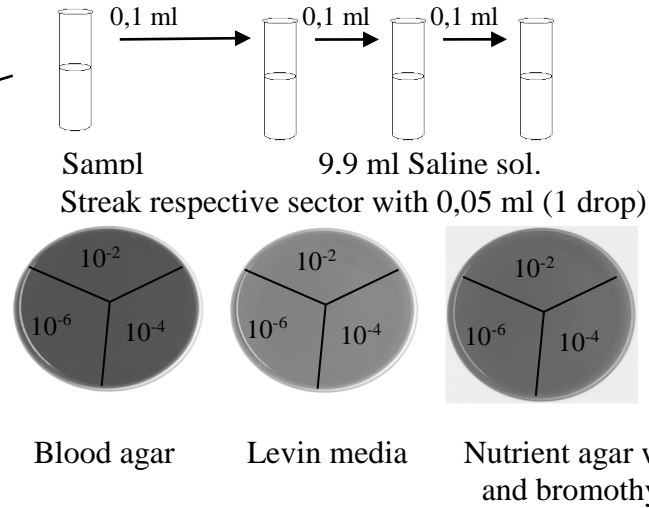 0,1 ml 0,1 ml 0,1 ml
Sampl 9,9 ml Saline sol.
Streak respective sector with 0,05 ml (1 drop)
10-2 10-2 10-2
10-6 10-4 10-6 10-4 10-6 10-4
Blood agar Levin media Nutrient agar
and